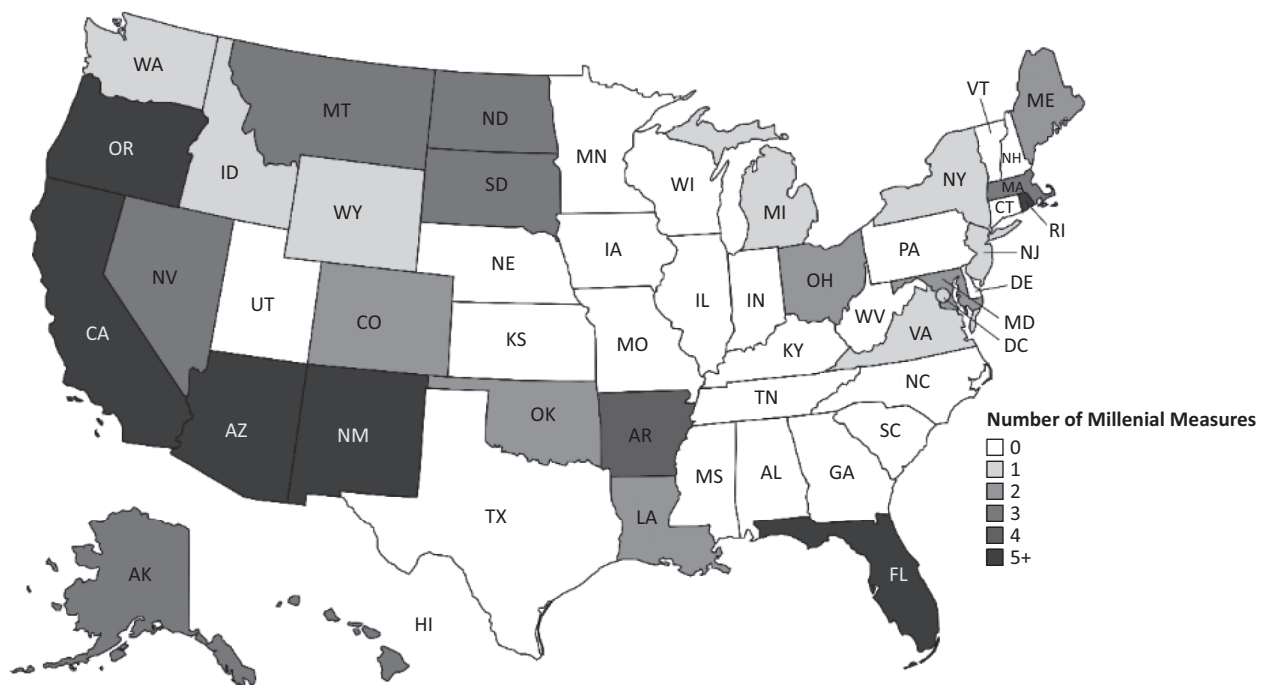 WA
MT
ND
MN
OR
ID
SD
WI
WY
MI
NY
VT
ME
NH
MA
CT
RI
NJ
PA
DE
MD
DC
NV
UT
CO
NE
IA
IL
IN
OH
WV
VA
CA
KS
MO
KY
NC
TN
AZ
NM
OK
AR
SC
MS
AL
GA
TX
LA
FL
AK
HI
Number of Millenial Measures
0
1
2
3
4
5+